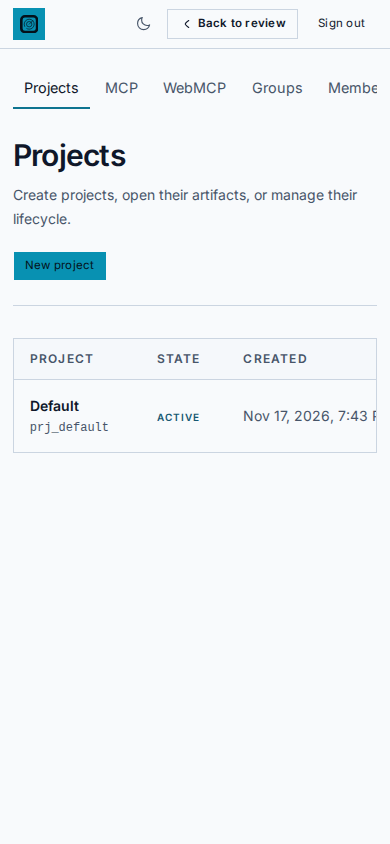 Back to review
Sign out
Projects
MCP
WebMCP
Groups
Projects
Create projects, open their artifacts, or manage their
lifecycle.
New project
PROJECT
STATE
CREATED
Default
prj_default
ACTIVE
Nov 17, 2026, 7:43